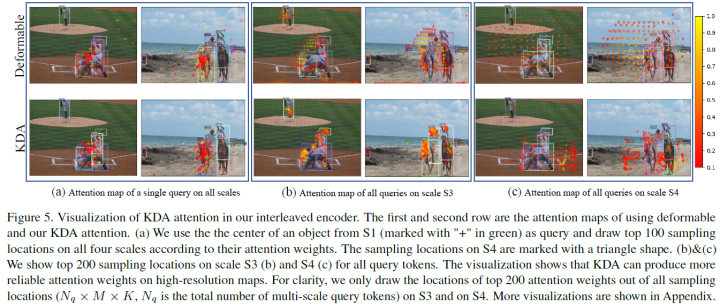 Deformable
KDA
1.0
0.9
0.8
0.7
0.6
0.5
0.4
0.3
0.2
0.1
(a) Attention map of a single query on all scales
(b) Attention map of all queries on scale S3
(c) Attention map of all queries on scale S4
Figure 5. Visualization of KDA attention in our interleaved encoder. The first and second row are the attention maps of using deformable
and our KDA attention. (a) We use the the center of an object from S1 (marked with "+" in green) as query and draw top 100 sampling
locations on all four scales according to their attention weights. The sampling locations on S4 are marked with a triangle shape. (b)&(c)
We show top 200 sampling locations on scale S3 (b) and S4 (c) for all query tokens. The visualization shows that KDA can produce more
reliable attention weights on high-resolution maps. For clarity, we only draw the locations of top 200 attention weights out of all sampling
locations (N_q × M × K, N_q is the total number of multi-scale query tokens) on S3 and on S4. More visualizations are shown in Appendix